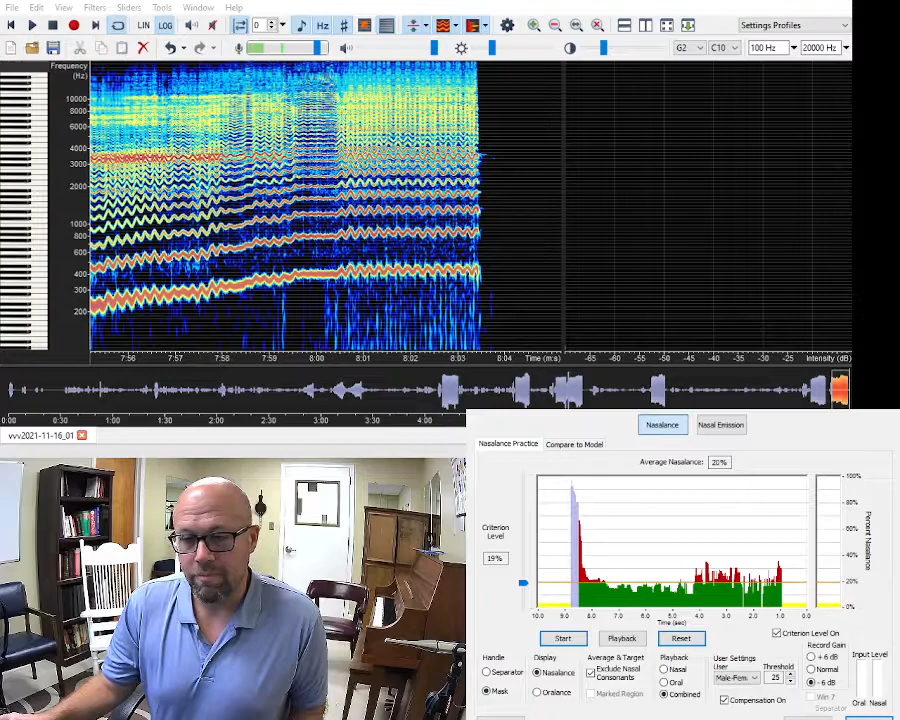 File Edit View Filters Sliders Tools Window Help
LIN LOG 0 Hz Settings Profiles
G2 C10 100 Hz 20000 Hz
Frequency
(Hz)
10000
8000
6000
4000
3000
2000
1000
800
600
400
300
200
7:56 7:57 7:58 7:59 8:00 8:01 8:02 8:03 8:04 Time (m:s) -65 -60 -55 -50 -45 -40 -35 -30 -25 Intensity (dB)
0:00 0:30 1:00 1:30 2:00 2:30 3:00 3:30 4:00
vvv2021-11-16_01
Nasalance Nasal Emission
Nasalance Practice Compare to Model
Average Nasalance: 20%
100%
80%
60%
40%
20%
0%
Percent Nasalance
Criterion
Level
19%
10.0 9.0 8.0 7.0 6.0 5.0 4.0 3.0 2.0 1.0 0.0
Time (sec)
Start Playback Reset
Criterion Level On
Handle
Separator
Mask
Display
Nasalance
Oralance
Average & Target
Exclude Nasal
Consonants
Marked Region
Playback
Nasal
Oral
Combined
User Settings
User
Male-Fem
Threshold
25
Compensation On
Record Gain
+ 6 dB
Normal
- 6 dB
Win 7
Separator
Input Level
Oral Nasal